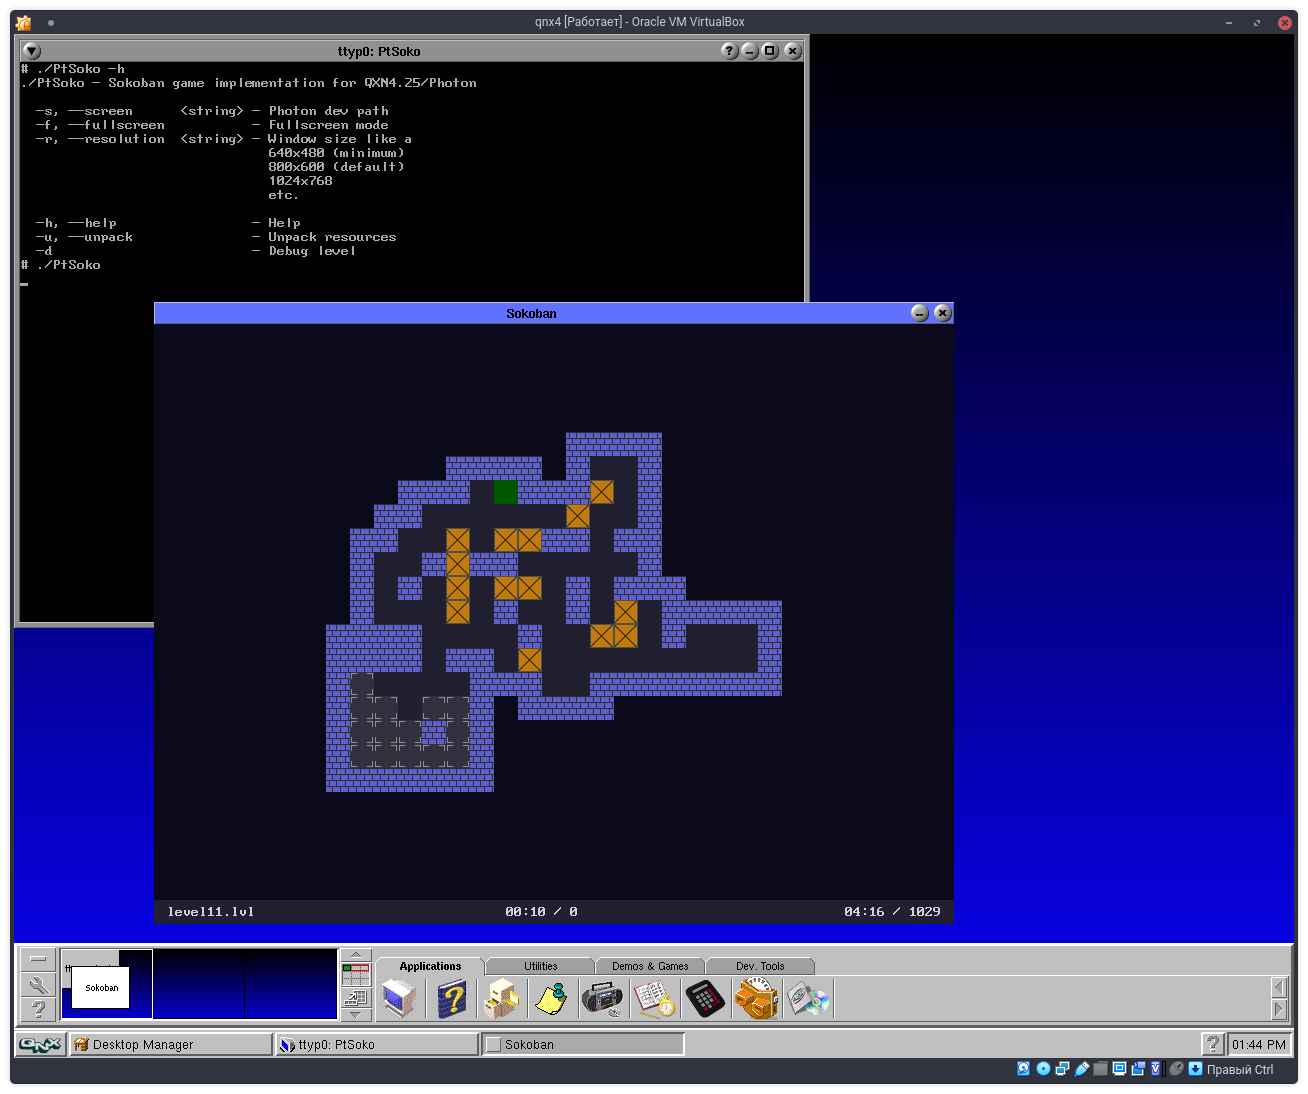 qnx4 [Работает] - Oracle VM VirtualBox
ttyp0: PtSoko
# ./PtSoko -h
./PtSoko - Sokoban game implementation for QXN4.25/Photon
-s, --screen <string> - Photon dev path
-f, --fullscreen - Fullscreen mode
-r, --resolution <string> - Window size like a
640x480 (minimum)
800x600 (default)
1024x768
etc.
-h, --help - Help
-u, --unpack - Unpack resources
-d - Debug level
# ./PtSoko
Sokoban
level11.lvl 00:10 / 0 04:16 / 1029
Applications Utilities Demos & Games Dev. Tools
Sokoban
QNX Desktop Manager ttyp0: PtSoko Sokoban 01:44 PM
Правый Ctrl